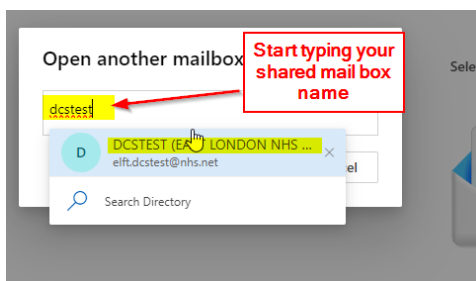 Open another mailbox
Start typing your
shared mail box
name
Sele
dcstest
D
DCSTEST (EA LONDON NHS ...
elft.dcstest@nhs.net
el
Search Directory